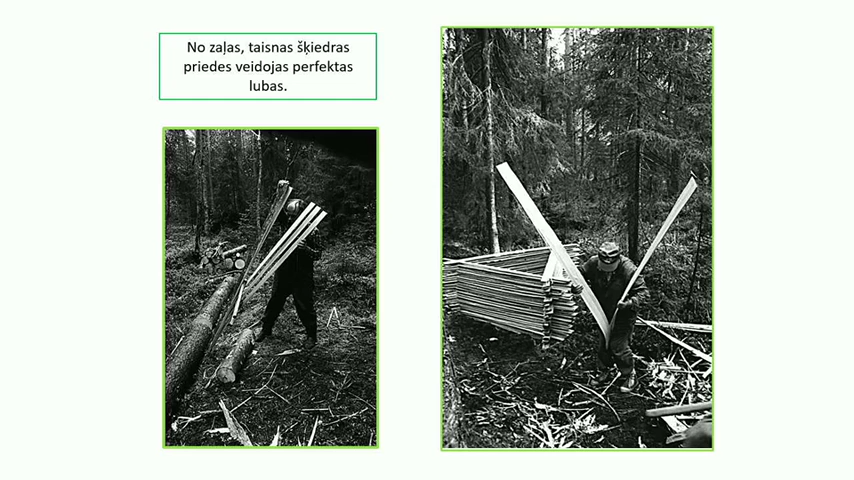 No zaļas, taisnas šķiedras
priedes veidojas perfektas
lubas.